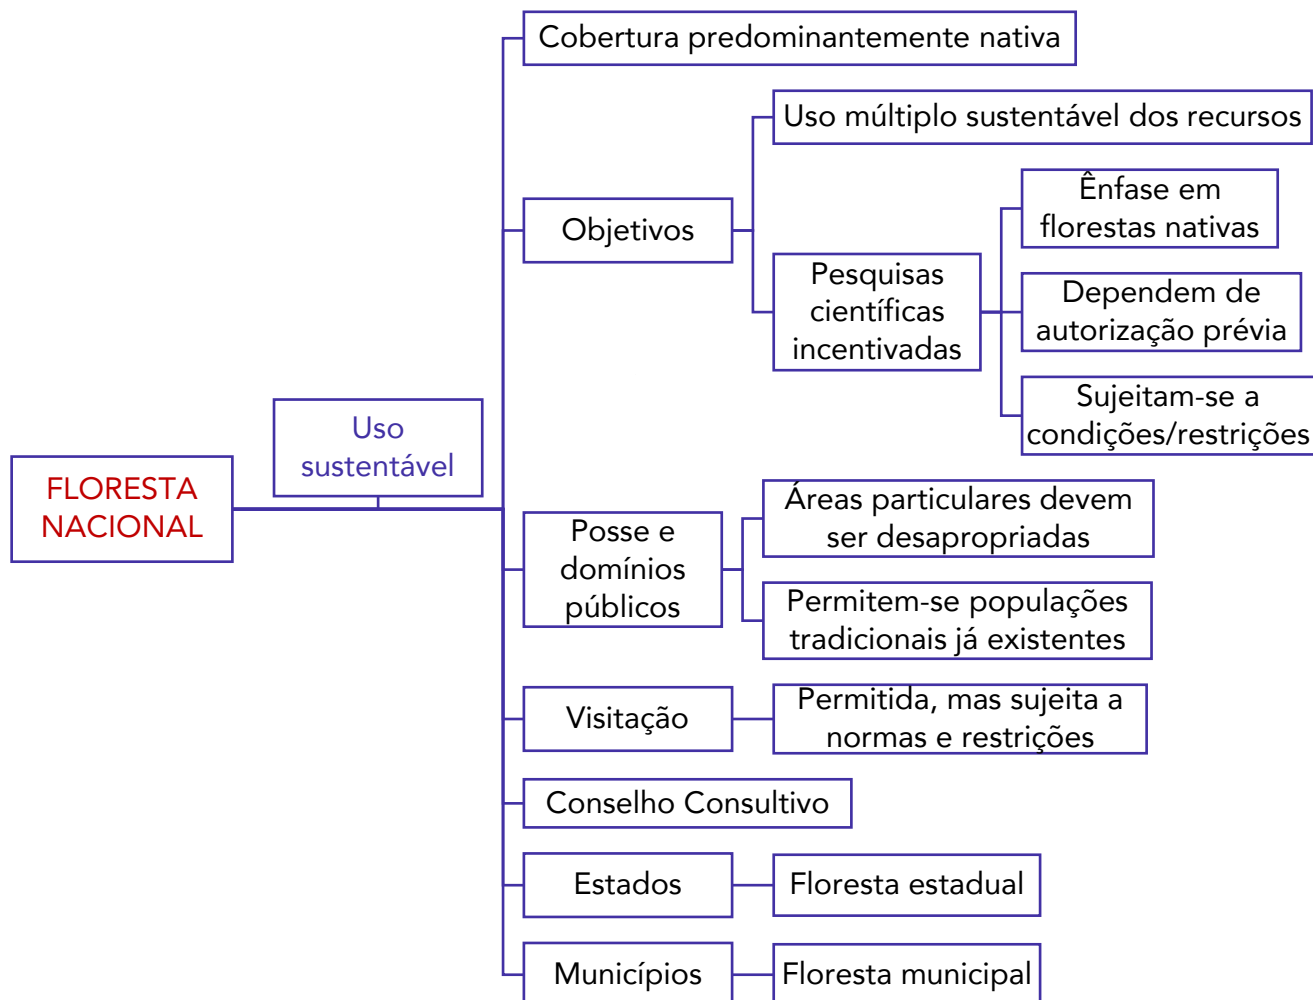 Cobertura predominantemente nativa
Uso múltiplo sustentável dos recursos
Objetivos
Ênfase em
florestas nativas
Pesquisas
científicas
incentivadas
Dependem de
autorização prévia
Sujeitam-se a
condições/restrições
Uso
sustentável
FLORESTA
NACIONAL
Posse e
domínios
públicos
Áreas particulares devem
ser desapropriadas
Permitem-se populações
tradicionais já existentes
Visitação
Permitida, mas sujeita a
normas e restrições
Conselho Consultivo
Estados
Floresta estadual
Municípios
Floresta municipal